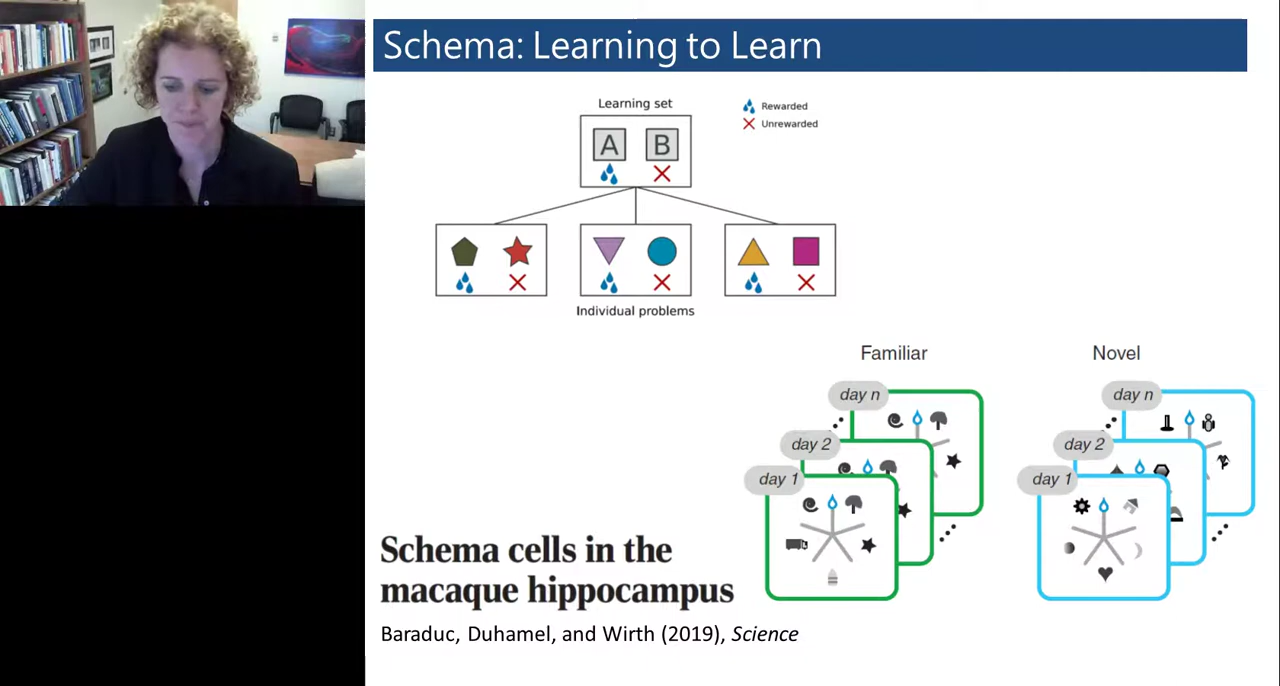 Schema: Learning to Learn
Learning set
Rewarded
Unrewarded
A B
Individual problems
Familiar
Novel
day n
day 2
day 1
day n
day 2
day 1
Schema cells in the
macaque hippocampus
Baraduc, Duhamel, and Wirth (2019), Science